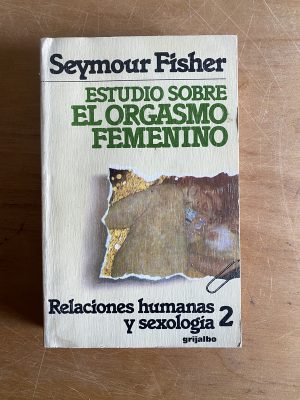 Seymour Fisher
ESTUDIO SOBRE
EL ORGASMO
FEMENINO
Relaciones humanas
y sexología 2
grijalbo